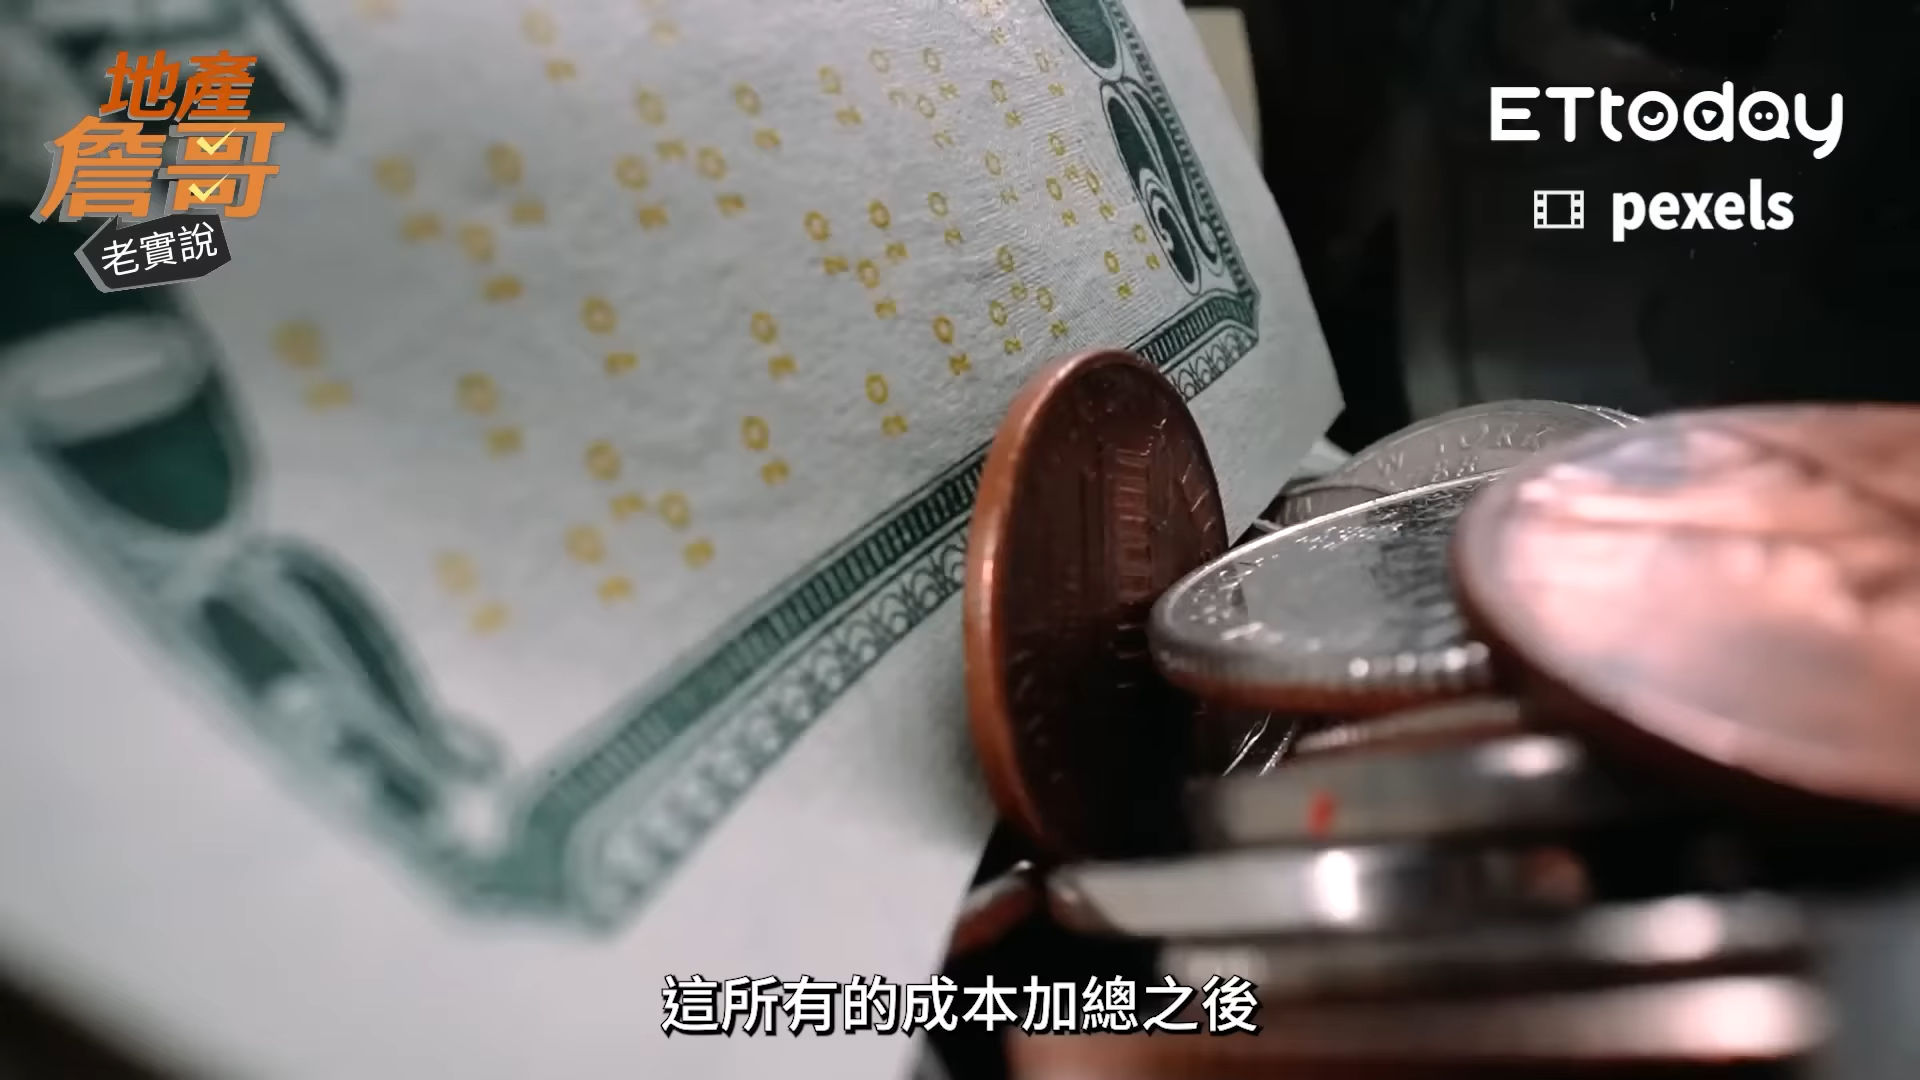 地產
詹哥
老實說
ETtoday
pexels
這所有的成本加總之後